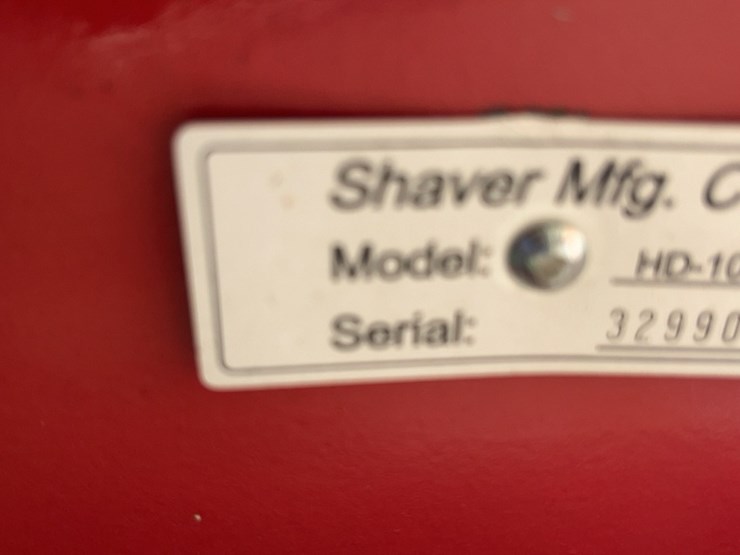 Shaver Mfg. C
Model: HD-10
Serial: 32990